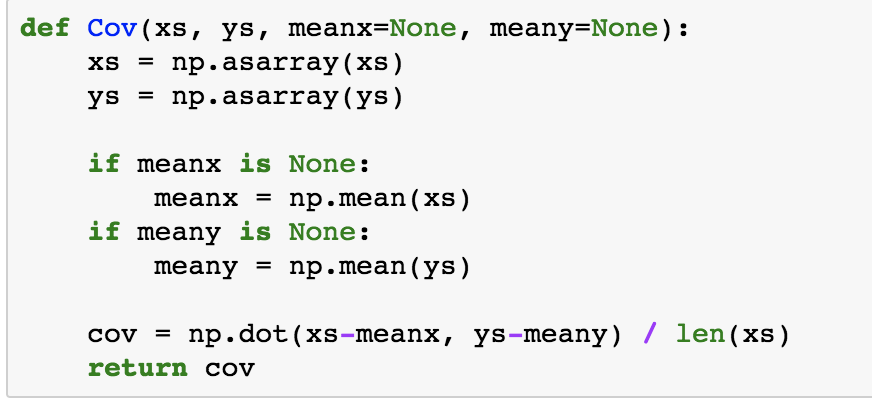 def Cov(xs, ys, meanx=None, meany=None):
    xs = np.asarray(xs)
    ys = np.asarray(ys)

    if meanx is None:
        meanx = np.mean(xs)
    if meany is None:
        meany = np.mean(ys)

    cov = np.dot(xs-meanx, ys-meany) / len(xs)
    return cov